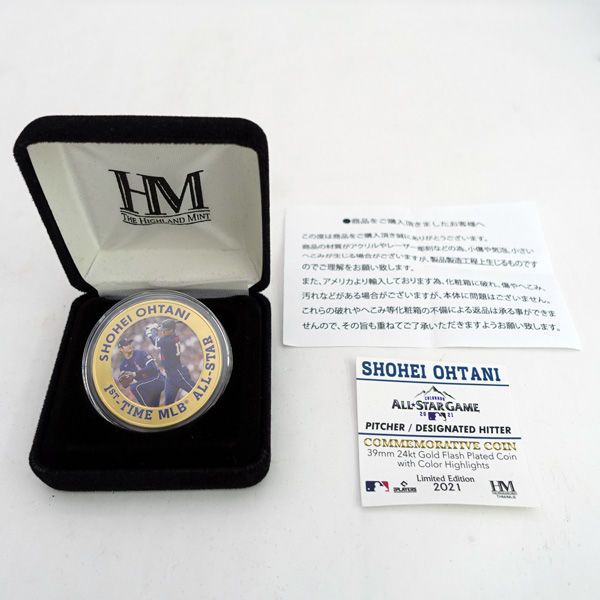 HM
THE HIGHLAND MINT
SHOHEI OHTANI
1ST-TIME MLB® ALL-STAR
●商品をご購入頂きましたお客様へ
この度は商品をご購入頂き誠にありがとうございます。
商品の材質がアクリルやレーザー彫刻などの為、小傷や気泡、小さい
へこみが生じる場合がございますが、製品製造工程上生じるものです
のでご理解をお願い致します。
また、アメリカより輸入しております為、化粧箱に破れ、傷やへこみ、
汚れなどがある場合がございますが、本体に問題はございません。
これらの破れやへこみ等化粧箱の不備による返品は承る事ができま
せんので、その旨も重ねてご了承いただきますようお願い致します。
SHOHEI OHTANI
COLORADO
ALL★STAR GAME
20 21
PITCHER / DESIGNATED HITTER
COMMEMORATIVE COIN
39mm 24kt Gold Flash Plated Coin
with Color Highlights
Limited Edition
2021
PLAYERS
HM